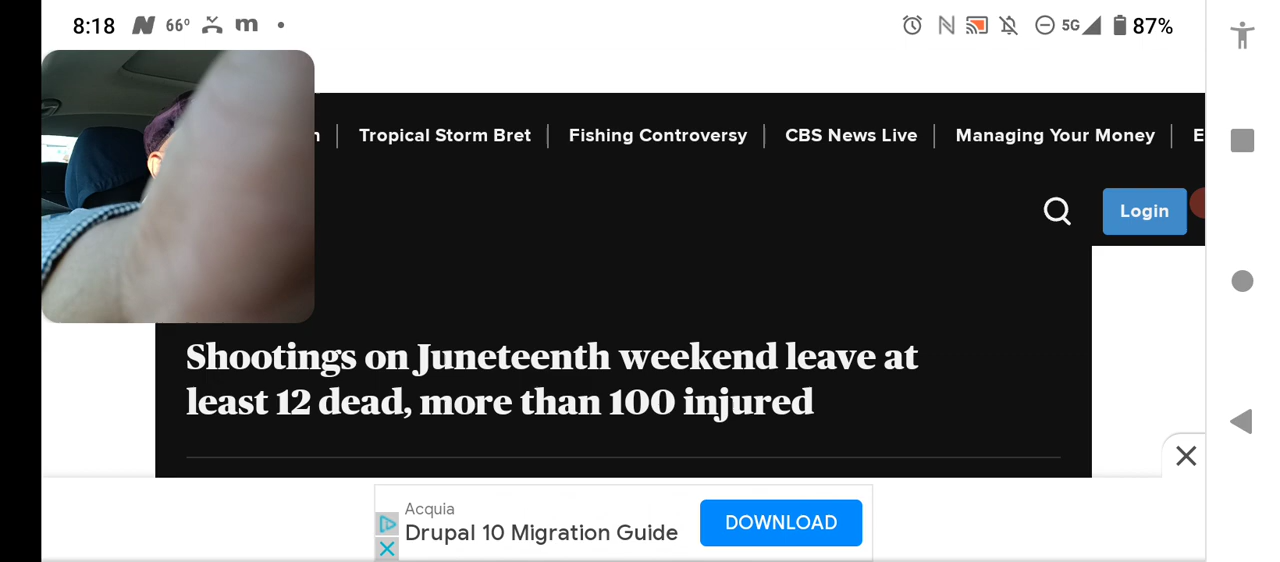 8:18 66° m 5G 87%
n Tropical Storm Bret Fishing Controversy CBS News Live Managing Your Money E
Login
Shootings on Juneteenth weekend leave at
least 12 dead, more than 100 injured
Acquia
Drupal 10 Migration Guide
DOWNLOAD